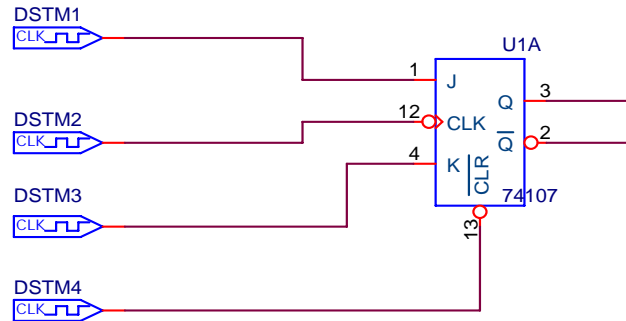 DSTM1
CLK
U1A
1
J
3
Q
DSTM2
CLK
12
CLK
2
Q
4
K
CLR
DSTM3
CLK
74107
13
DSTM4
CLK